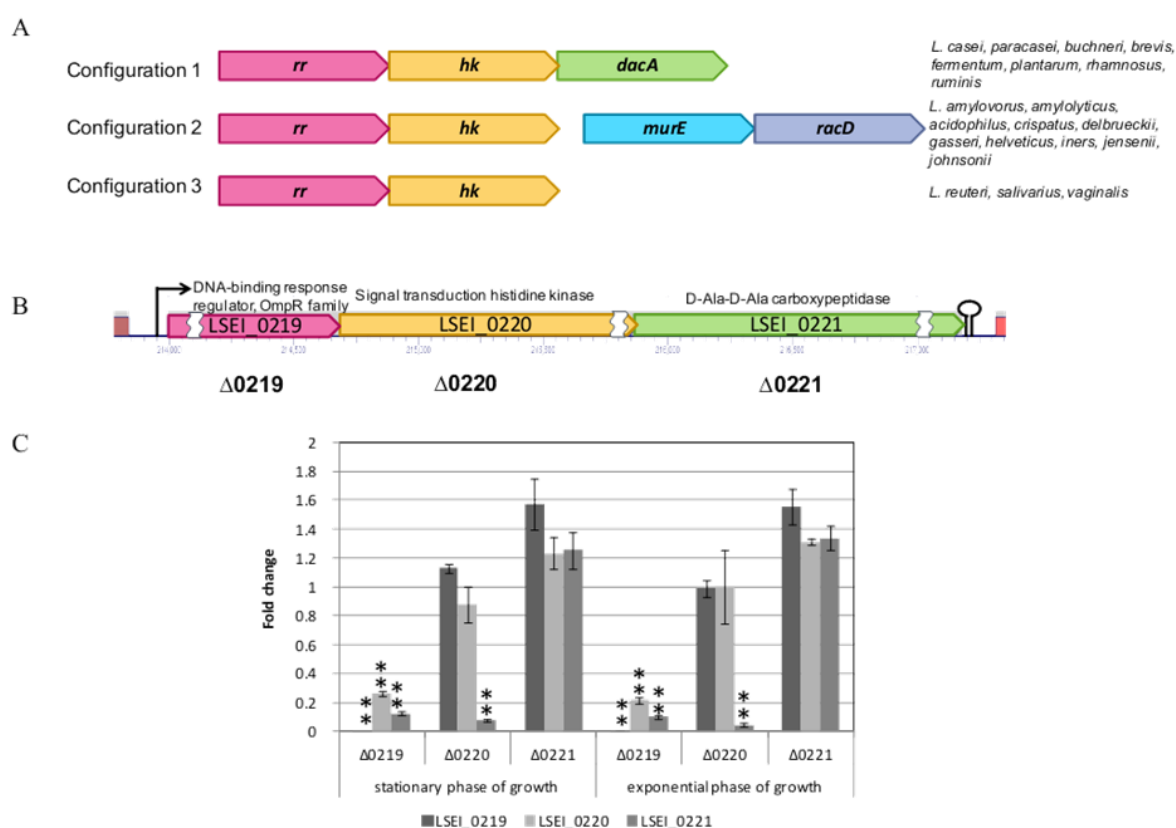 A
Configuration 1
rr
hk
dacA
L. casei, paracasei, buchneri, brevis,
fermentum, plantarum, rhamnosus,
ruminis
Configuration 2
rr
hk
murE
racD
L. amylovorus, amylolyticus,
acidophilus, crispatus, delbrueckii,
gasseri, helveticus, iners, jensenii,
johnsonii
Configuration 3
rr
hk
L. reuteri, salivarius, vaginalis
B
DNA-binding response
regulator, OmpR family
Signal transduction histidine kinase
D-Ala-D-Ala carboxypeptidase
LSEI_0219
LSEI_0220
LSEI_0221
Δ0219
Δ0220
Δ0221
C
Fold change
2
1.8
1.6
1.4
1.2
1
0.8
0.6
0.4
0.2
0
** ** ** ** ** ** ** **
Δ0219 Δ0220 Δ0221 Δ0219 Δ0220 Δ0221
stationary phase of growth exponential phase of growth
LSEI_0219 LSEI_0220 LSEI_0221